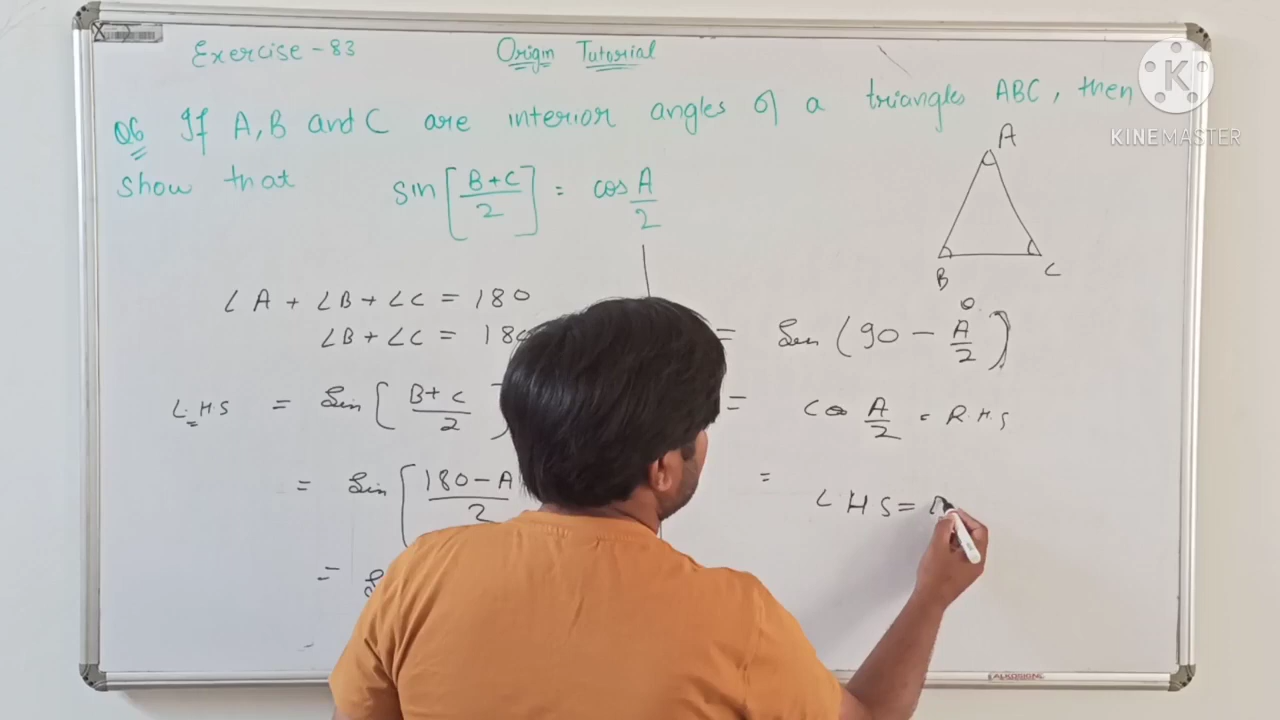 Exercise - 83
Origin Tutorial
KINEMASTER
Q6 If A, B and C are interior angles of a triangles ABC, then
show that sin[B+C/2] = cos A/2
A
B C
∠A + ∠B + ∠C = 180
∠B + ∠C = 180
L.H.S = Sin[B+C/2]
= Sin[180-A/2
=
= Sin(90 - A/2)
= cos A/2 = R.H.S
= LHS =